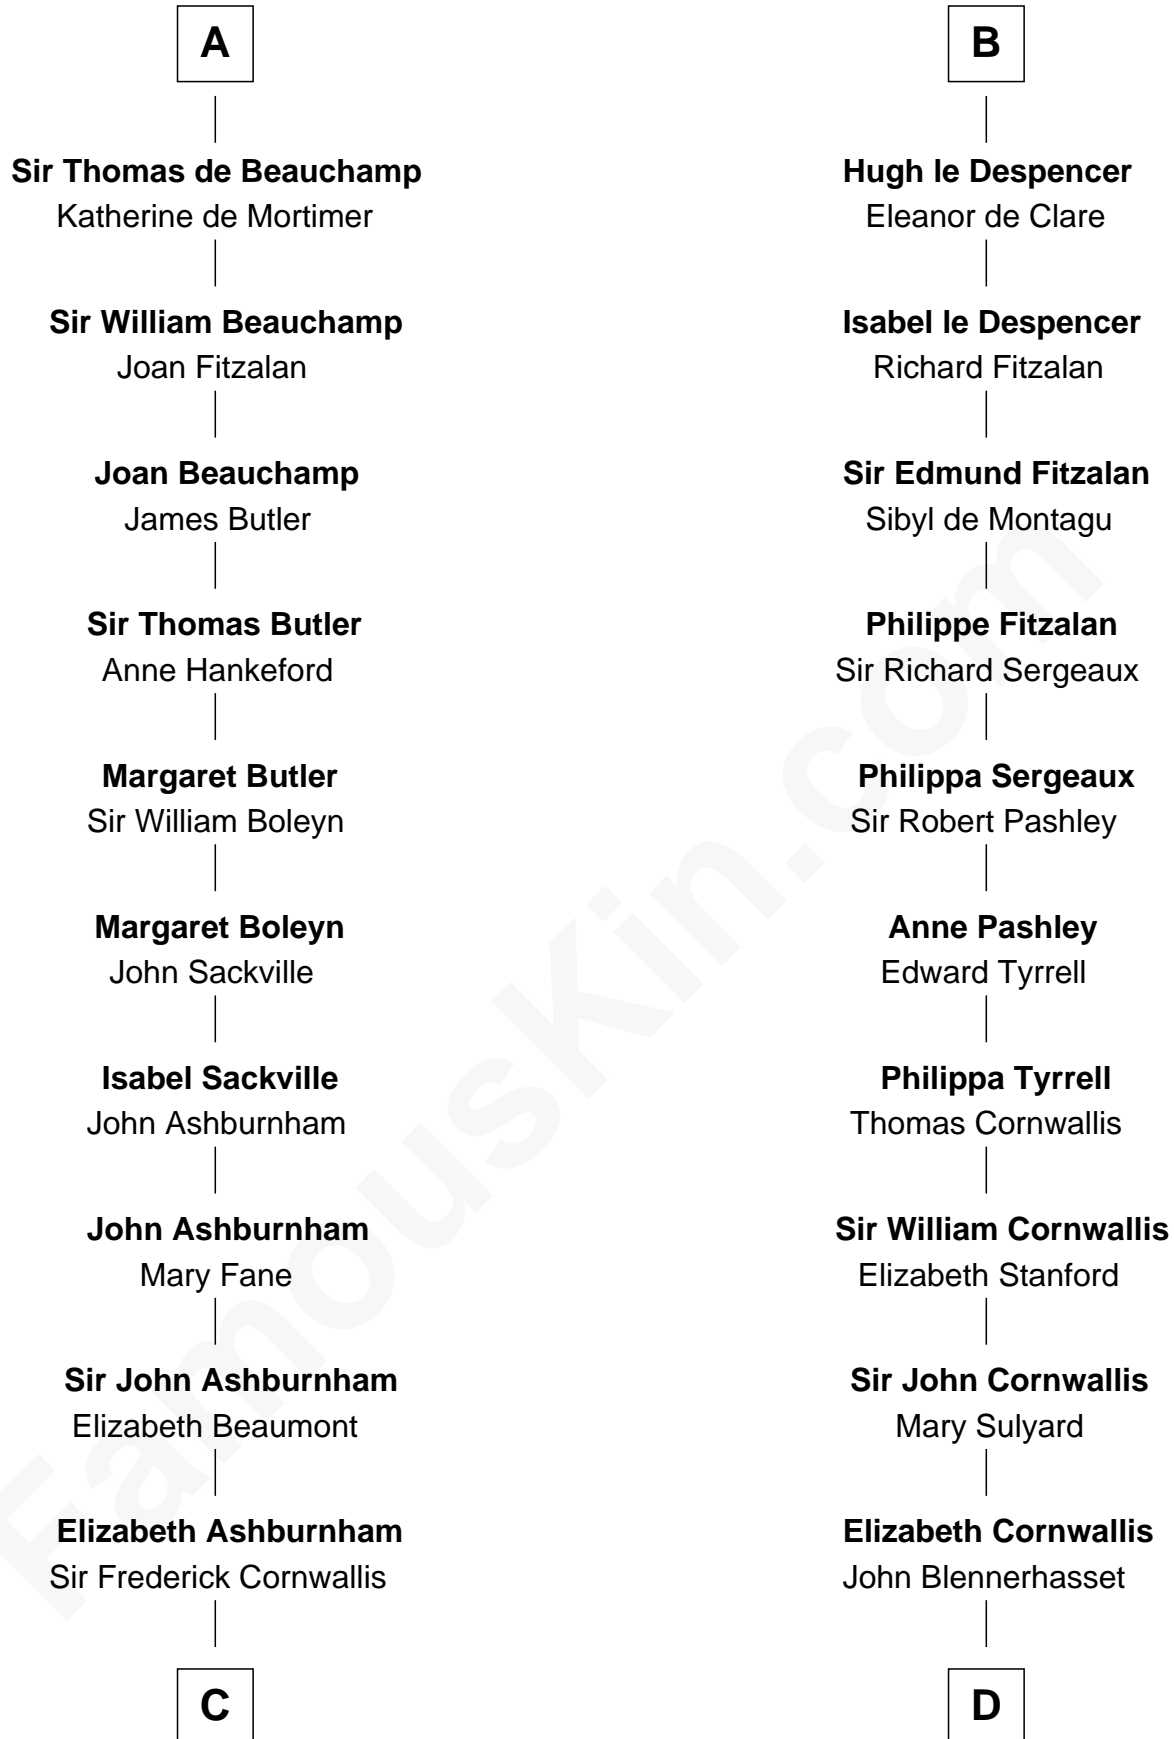 A
Sir Thomas de Beauchamp
Katherine de Mortimer
Sir William Beauchamp
Joan Fitzalan
Joan Beauchamp
James Butler
Sir Thomas Butler
Anne Hankeford
Margaret Butler
Sir William Boleyn
Margaret Boleyn
John Sackville
Isabel Sackville
John Ashburnham
John Ashburnham
Mary Fane
Sir John Ashburnham
Elizabeth Beaumont
Elizabeth Ashburnham
Sir Frederick Cornwallis
C
B
Hugh le Despencer
Eleanor de Clare
Isabel le Despencer
Richard Fitzalan
Sir Edmund Fitzalan
Sibyl de Montagu
Philippe Fitzalan
Sir Richard Sergeaux
Philippa Sergeaux
Sir Robert Pashley
Anne Pashley
Edward Tyrrell
Philippa Tyrrell
Thomas Cornwallis
Sir William Cornwallis
Elizabeth Stanford
Sir John Cornwallis
Mary Sulyard
Elizabeth Cornwallis
John Blennerhasset
D
FamousKin.com